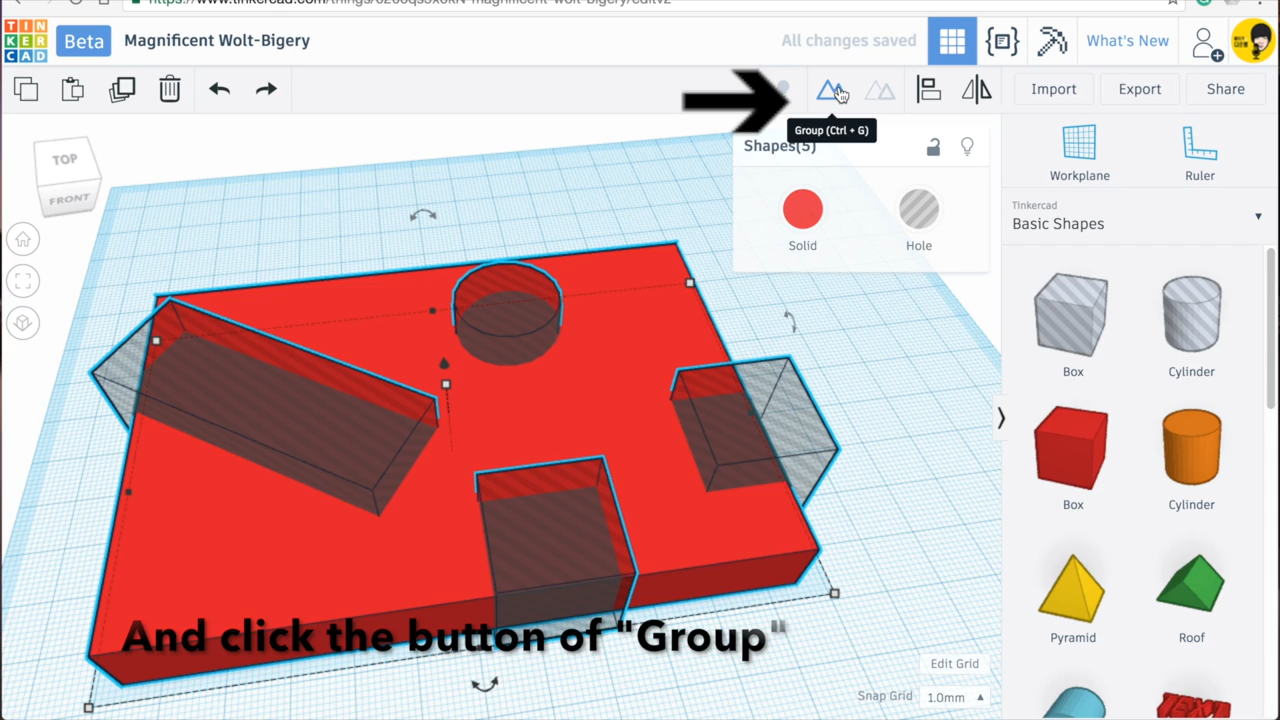 TIN
KER
CAD
Beta
Magnificent Wolt-Bigery
All changes saved
What's New
Import
Export
Share
Group (Ctrl + G)
Shapes(5)
Solid
Hole
TOP
FRONT
Workplane
Ruler
Tinkercad
Basic Shapes
Box
Cylinder
Box
Cylinder
Pyramid
Roof
And click the button of "Group"
Edit Grid
Snap Grid
1.0mm